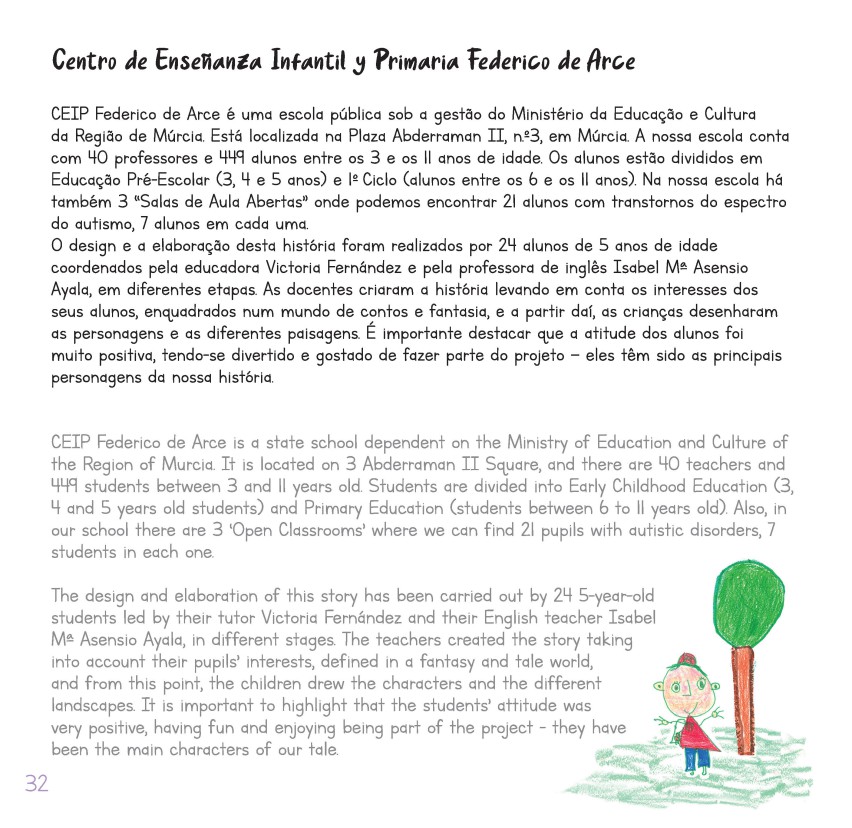 Centro de Enseñanza Infantil y Primaria Federico de Arce
CEIP Federico de Arce é uma escola pública sob a gestão do Ministério da Educação e Cultura
da Região de Múrcia. Está localizada na Plaza Abderraman II, n.º3, em Múrcia. A nossa escola conta
com 40 professores e 449 alunos entre os 3 e os 11 anos de idade. Os alunos estão divididos em
Educação Pré-Escolar (3, 4 e 5 anos) e 1º Ciclo (alunos entre os 6 e os 11 anos). Na nossa escola há
também 3 “Salas de Aula Abertas” onde podemos encontrar 21 alunos com transtornos do espectro
do autismo, 7 alunos em cada uma.
O design e a elaboração desta história foram realizados por 24 alunos de 5 anos de idade
coordenados pela educadora Victoria Fernández e pela professora de inglês Isabel Mª Asensio
Ayala, em diferentes etapas. As docentes criaram a história levando em conta os interesses dos
seus alunos, enquadrados num mundo de contos e fantasia, e a partir daí, as crianças desenharam
as personagens e as diferentes paisagens. É importante destacar que a atitude dos alunos foi
muito positiva, tendo-se divertido e gostado de fazer parte do projeto – eles têm sido as principais
personagens da nossa história.
CEIP Federico de Arce is a state school dependent on the Ministry of Education and Culture of
the Region of Murcia. It is located on 3 Abderraman II Square, and there are 40 teachers and
449 students between 3 and 11 years old. Students are divided into Early Childhood Education (3,
4 and 5 years old students) and Primary Education (students between 6 to 11 years old). Also, in
our school there are 3 ‘Open Classrooms’ where we can find 21 pupils with autistic disorders, 7
students in each one.
The design and elaboration of this story has been carried out by 24 5-year-old
students led by their tutor Victoria Fernández and their English teacher Isabel
Mª Asensio Ayala, in different stages. The teachers created the story taking
into account their pupils’ interests, defined in a fantasy and tale world,
and from this point, the children drew the characters and the different
landscapes. It is important to highlight that the students’ attitude was
very positive, having fun and enjoying being part of the project - they have
been the main characters of our tale.
32